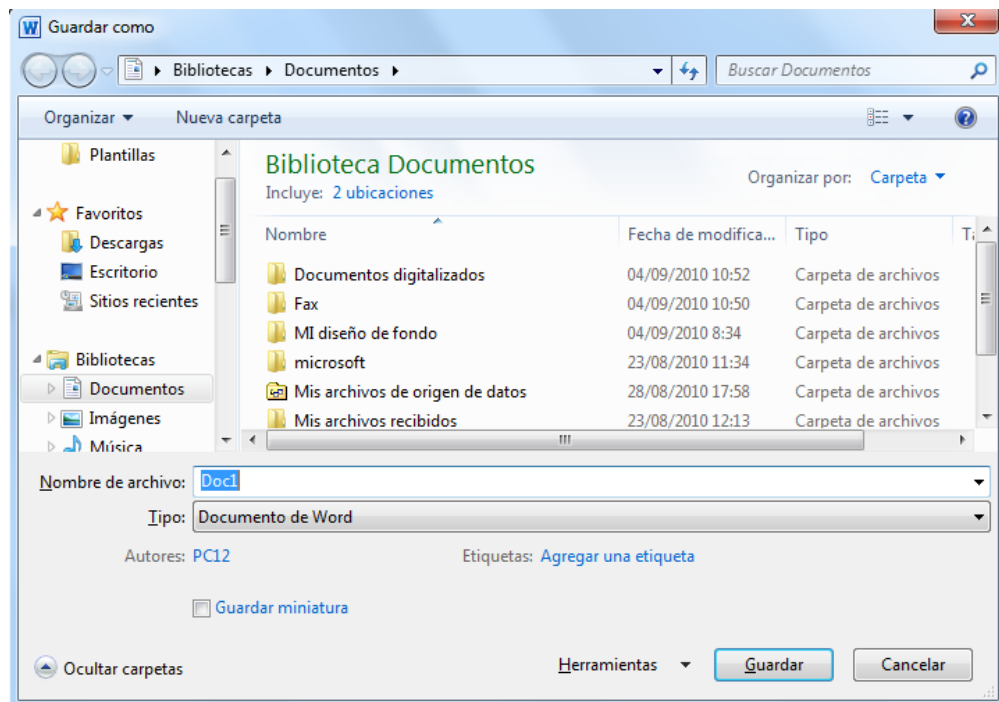 Guardar como
Bibliotecas Documentos Buscar Documentos
Organizar Nueva carpeta
Plantillas
Favoritos
Descargas
Escritorio
Sitios recientes
Bibliotecas
Documentos
Imágenes
Música
Biblioteca Documentos
Incluye: 2 ubicaciones
Organizar por: Carpeta
Nombre Fecha de modifica... Tipo
Documentos digitalizados 04/09/2010 10:52 Carpeta de archivos
Fax 04/09/2010 10:50 Carpeta de archivos
MI diseño de fondo 04/09/2010 8:34 Carpeta de archivos
microsoft 23/08/2010 11:34 Carpeta de archivos
Mis archivos de origen de datos 28/08/2010 17:58 Carpeta de archivos
Mis archivos recibidos 23/08/2010 12:13 Carpeta de archivos
Nombre de archivo: Doc1
Tipo: Documento de Word
Autores: PC12 Etiquetas: Agregar una etiqueta
Guardar miniatura
Ocultar carpetas Herramientas Guardar Cancelar